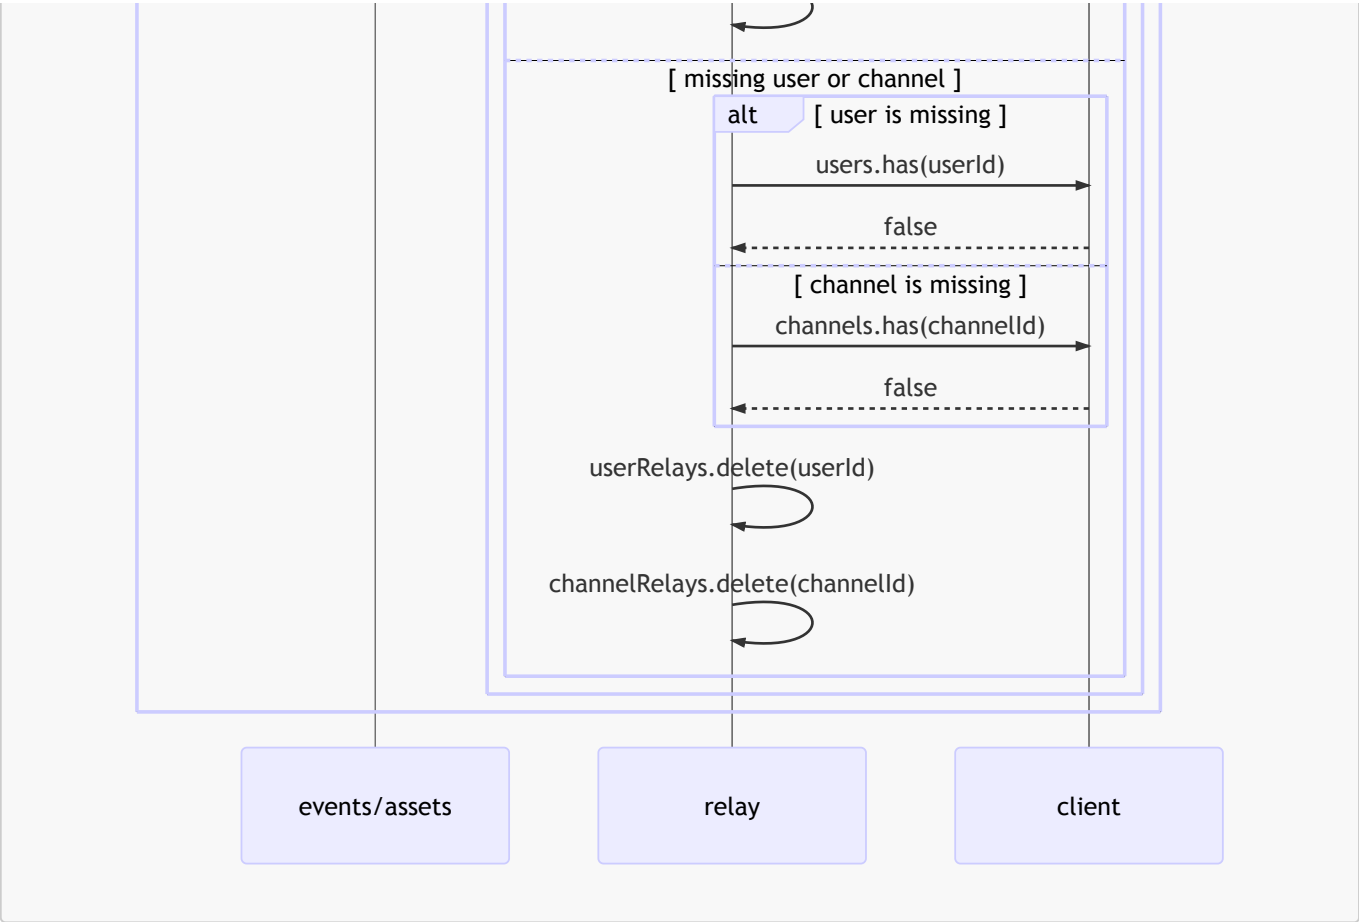 [ missing user or channel ]
alt [ user is missing ]
users.has(userId)
false
[ channel is missing ]
channels.has(channelId)
false
userRelays.delete(userId)
channelRelays.delete(channelId)
events/assets
relay
client